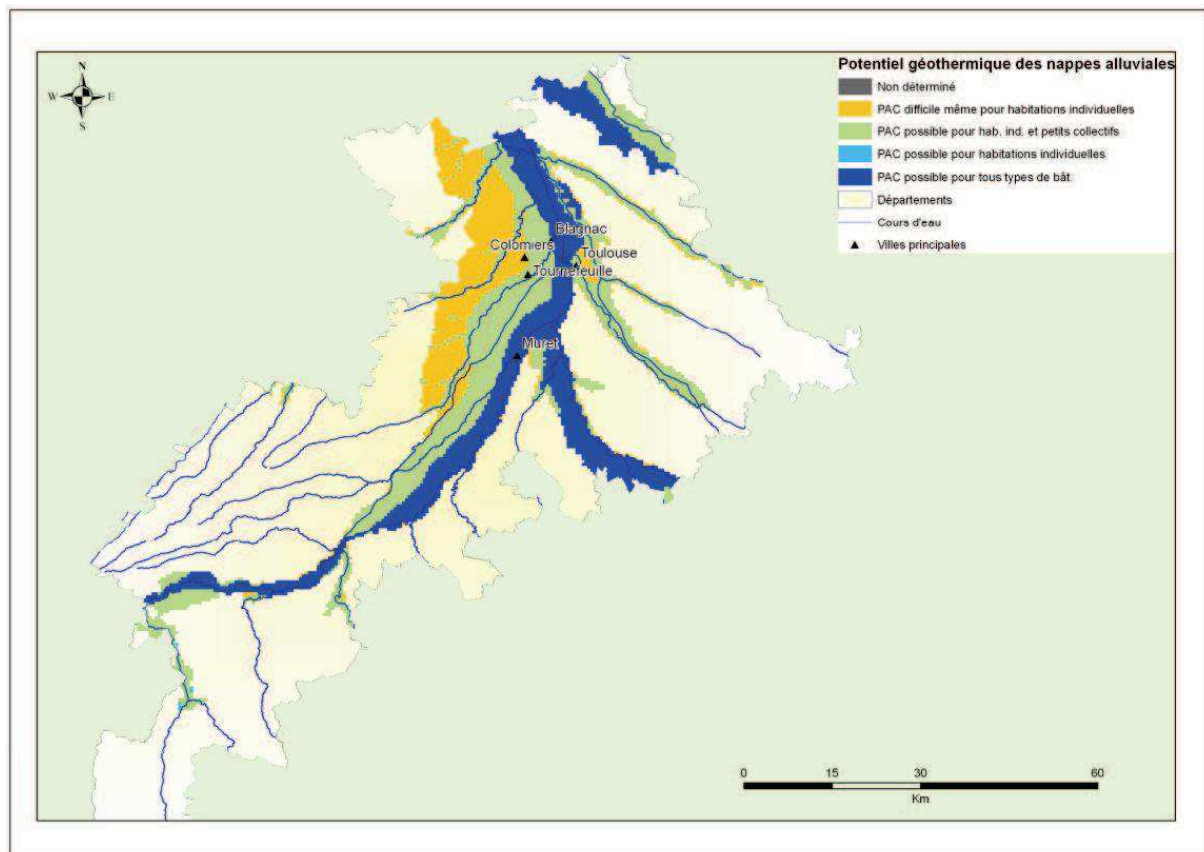 N
W E
S
Potentiel géothermique des nappes alluviales
Non déterminé
PAC difficile même pour habitations individuelles
PAC possible pour hab. ind. et petits collectifs
PAC possible pour habitations individuelles
PAC possible pour tous types de bât.
Départements
Cours d'eau
Villes principales
Blagnac
Colomiers
Toulouse
Tournefeuille
Muret
0 15 30 60
Km